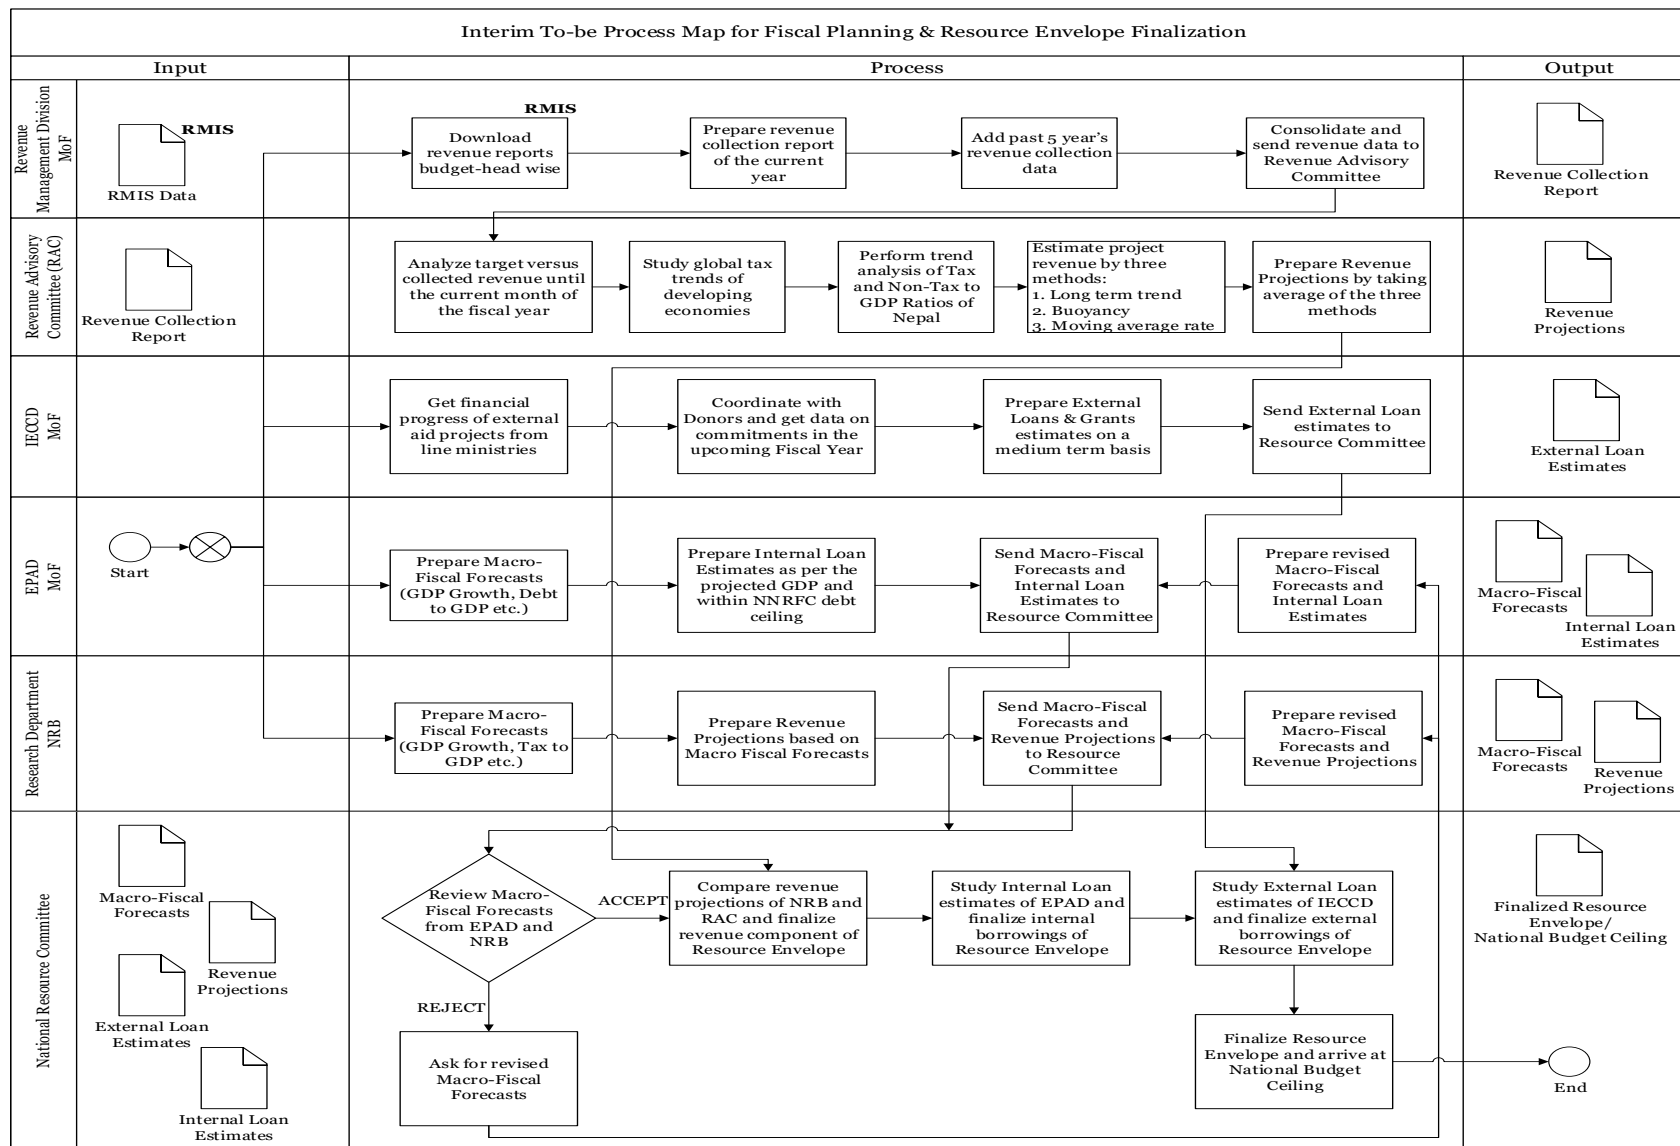 Interim To-be Process Map for Fiscal Planning & Resource Envelope Finalization
Input
Process
Output
Revenue
Management Division
MoF
RMIS
RMIS Data
RMIS
Download
revenue reports
budget-head wise
Prepare revenue
collection report
of the current
year
Add past 5 year's
revenue collection
data
Consolidate and
send revenue data to
Revenue Advisory
Committee
Revenue Collection
Report
Revenue Advisory
Committee (RAC)
Revenue Collection
Report
Analyze target versus
collected revenue until
the current month of
the fiscal year
Study global tax
trends of
developing
economies
Perform trend
analysis of Tax
and Non-Tax to
GDP Ratios of
Nepal
Estimate project
revenue by three
methods:
1. Long term trend
2. Buoyancy
3. Moving average rate
Prepare Revenue
Projections by taking
average of the three
methods
Revenue
Projections
IECCD
MoF
Get financial
progress of external
aid projects from
line ministries
Coordinate with
Donors and get data on
commitments in the
upcoming Fiscal Year
Prepare External
Loans & Grants
estimates on a
medium term basis
Send External Loan
estimates to
Resource Committee
External Loan
Estimates
EPAD
MoF
Start
Prepare Macro-
Fiscal Forecasts
(GDP Growth, Debt
to GDP etc.)
Prepare Internal Loan
Estimates as per the
projected GDP and
within NNRFC debt
ceiling
Send Macro-Fiscal
Forecasts and
Internal Loan
Estimates to
Resource Committee
Prepare revised
Macro-Fiscal
Forecasts and
Internal Loan
Estimates
Macro-Fiscal
Forecasts
Internal Loan
Estimates
Research Department
NRB
Prepare Macro-
Fiscal Forecasts
(GDP Growth, Tax to
GDP etc.)
Prepare Revenue
Projections based on
Macro Fiscal Forecasts
Send Macro-Fiscal
Forecasts and
Revenue Projections
to Resource
Committee
Prepare revised
Macro-Fiscal
Forecasts and
Revenue Projections
Macro-Fiscal
Forecasts
Revenue
Projections
National Resource Committee
Macro-Fiscal
Forecasts
Revenue
Projections
External Loan
Estimates
Internal Loan
Estimates
Review Macro-
Fiscal Forecasts
from EPAD and
NRB
ACCEPT
REJECT
Ask for revised
Macro-Fiscal
Forecasts
Compare revenue
projections of NRB and
RAC and finalize
revenue component of
Resource Envelope
Study Internal Loan
estimates of EPAD and
finalize internal
borrowings of
Resource Envelope
Study External Loan
estimates of IECCD
and finalize external
borrowings of
Resource Envelope
Finalize Resource
Envelope and arrive at
National Budget
Ceiling
Finalized Resource
Envelope/
National Budget Ceiling
End